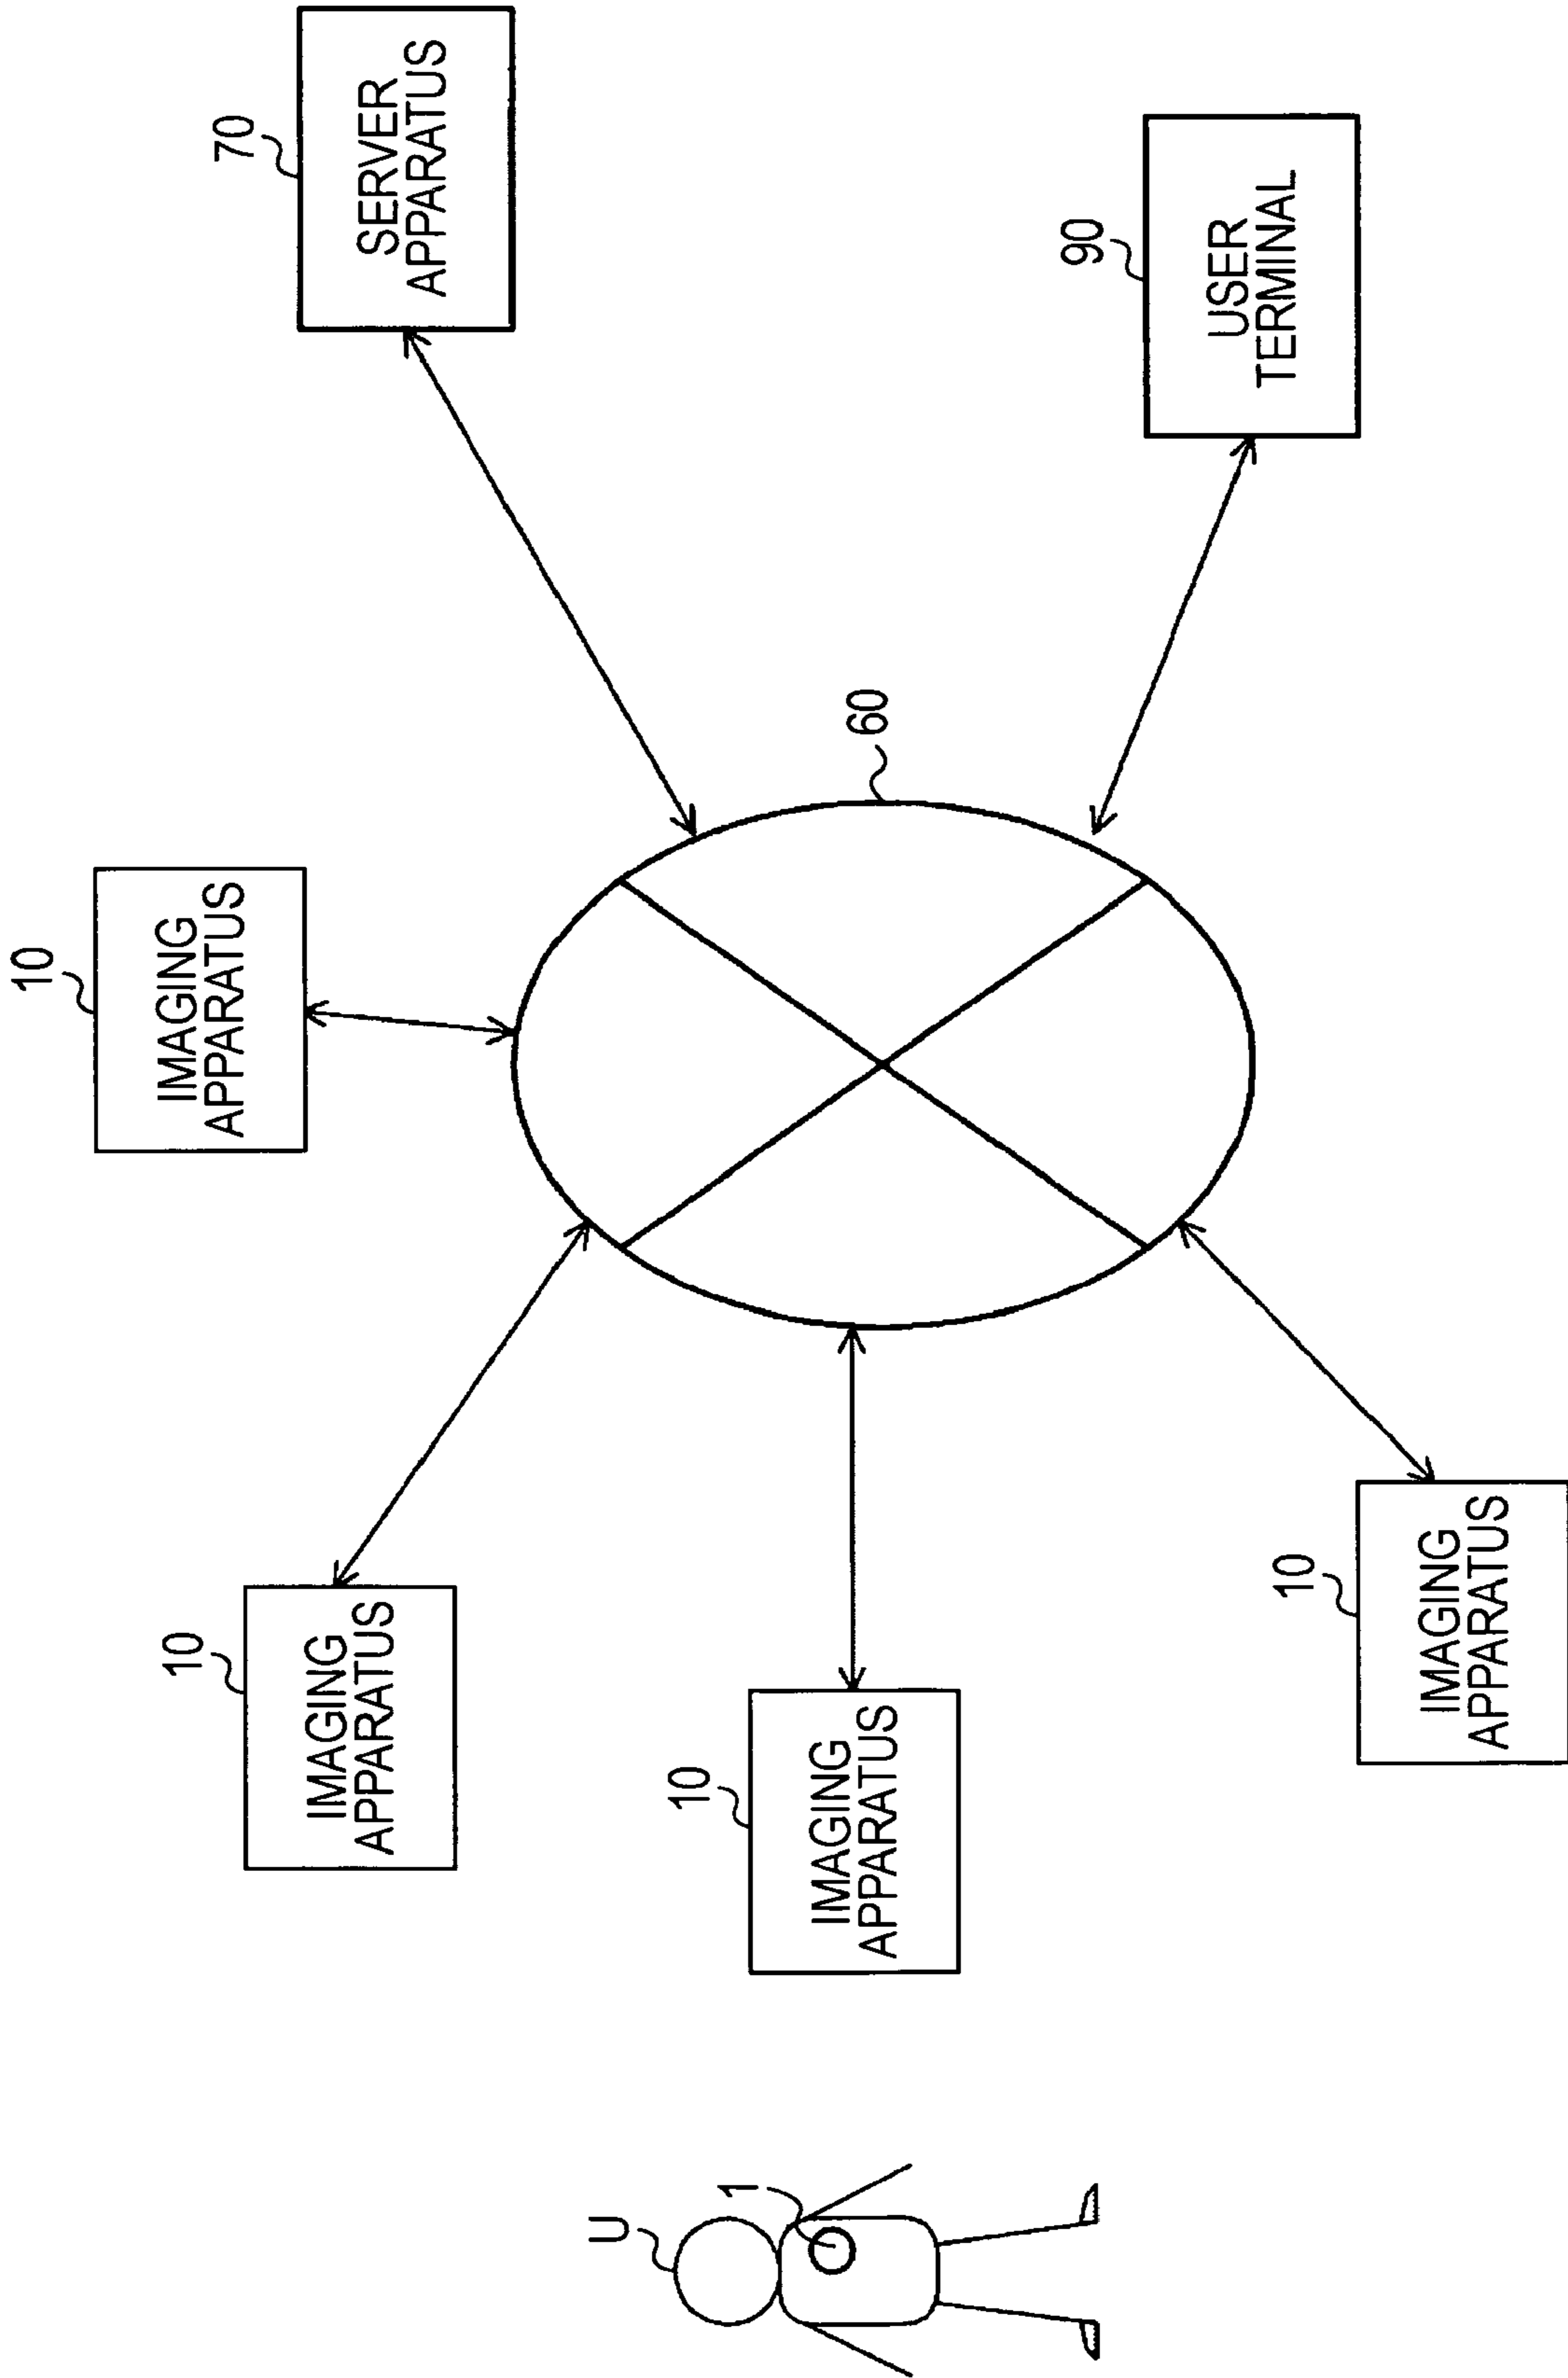 10
IMAGING
APPARATUS
10
IMAGING
APPARATUS
70
SERVER
APPARATUS
U
1
10
IMAGING
APPARATUS
60
90
USER
TERMINAL
10
IMAGING
APPARATUS